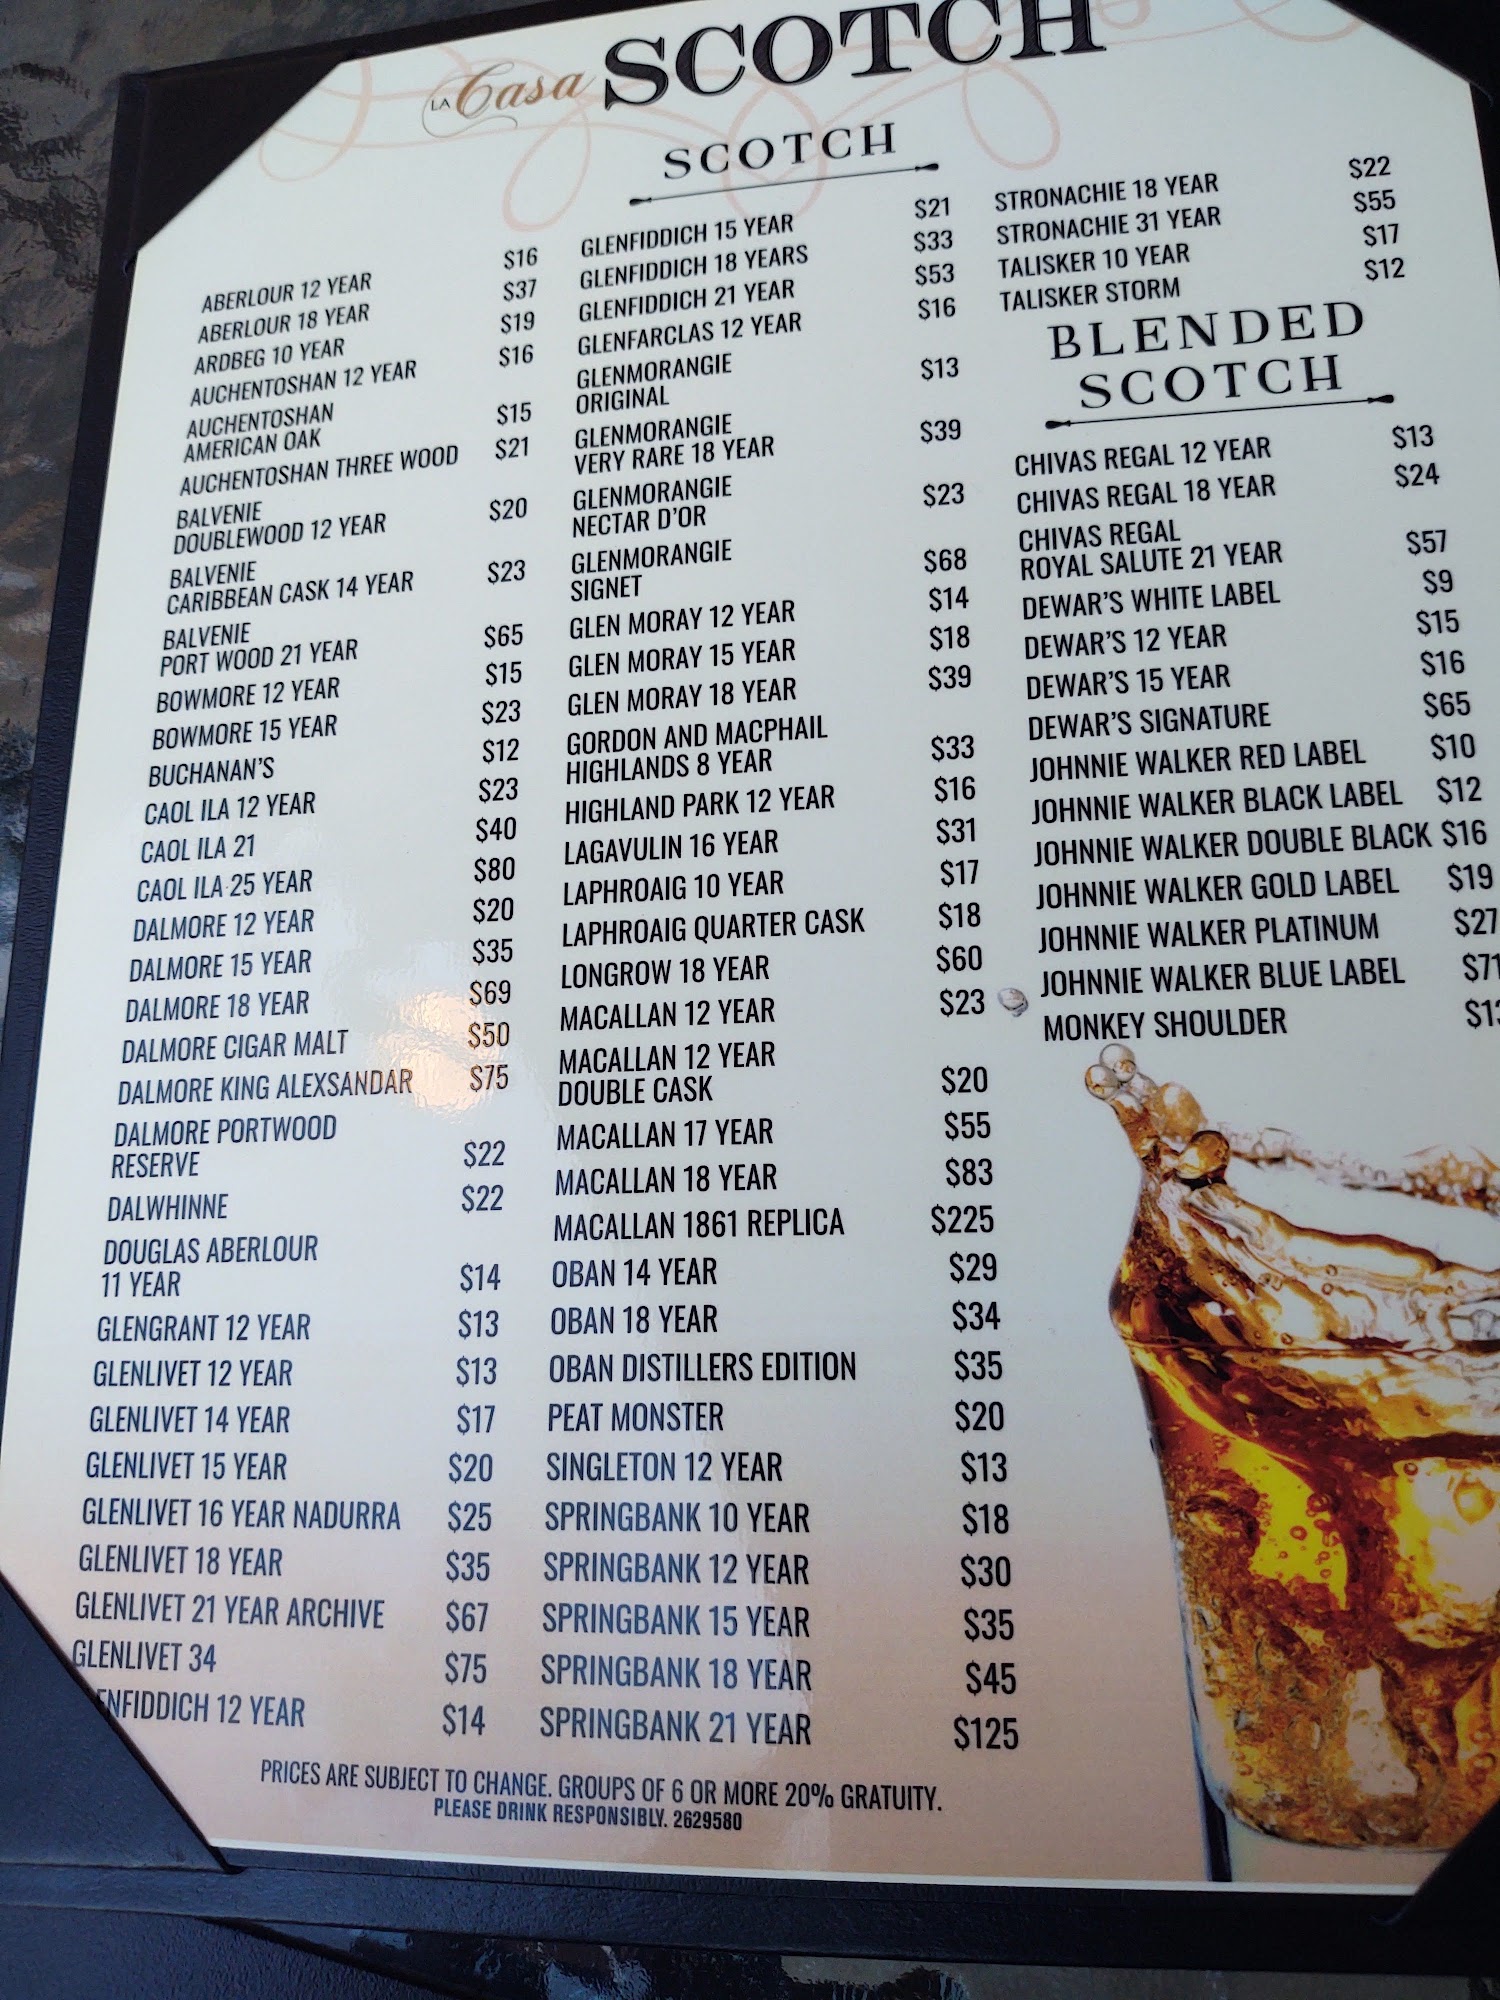 LA Casa SCOTCH
SCOTCH
ABERLOUR 12 YEAR $16
ABERLOUR 18 YEAR $37
ARDBEG 10 YEAR $19
AUCHENTOSHAN 12 YEAR $16
AUCHENTOSHAN
AMERICAN OAK $15
AUCHENTOSHAN THREE WOOD $21
BALVENIE
DOUBLEWOOD 12 YEAR $20
BALVENIE
CARIBBEAN CASK 14 YEAR $23
BALVENIE
PORT WOOD 21 YEAR $65
BOWMORE 12 YEAR $15
BOWMORE 15 YEAR $23
BUCHANAN'S $12
CAOL ILA 12 YEAR $23
CAOL ILA 21 $40
CAOL ILA 25 YEAR $80
DALMORE 12 YEAR $20
DALMORE 15 YEAR $35
DALMORE 18 YEAR $69
DALMORE CIGAR MALT $50
DALMORE KING ALEXSANDAR $75
DALMORE PORTWOOD
RESERVE $22
DALWHINNE $22
DOUGLAS ABERLOUR
11 YEAR $14
GLENGRANT 12 YEAR $13
GLENLIVET 12 YEAR $13
GLENLIVET 14 YEAR $17
GLENLIVET 15 YEAR $20
GLENLIVET 16 YEAR NADURRA $25
GLENLIVET 18 YEAR $35
GLENLIVET 21 YEAR ARCHIVE $67
GLENLIVET 34 $75
ENFIDDICH 12 YEAR $14
GLENFIDDICH 15 YEAR $21
GLENFIDDICH 18 YEARS $33
GLENFIDDICH 21 YEAR $53
GLENFARCLAS 12 YEAR $16
GLENMORANGIE
ORIGINAL $13
GLENMORANGIE
VERY RARE 18 YEAR $39
GLENMORANGIE
NECTAR D'OR $23
GLENMORANGIE
SIGNET $68
GLEN MORAY 12 YEAR $14
GLEN MORAY 15 YEAR $18
GLEN MORAY 18 YEAR $39
GORDON AND MACPHAIL
HIGHLANDS 8 YEAR $33
HIGHLAND PARK 12 YEAR $16
LAGAVULIN 16 YEAR $31
LAPHROAIG 10 YEAR $17
LAPHROAIG QUARTER CASK $18
LONGROW 18 YEAR $60
MACALLAN 12 YEAR $23
MACALLAN 12 YEAR
DOUBLE CASK $20
MACALLAN 17 YEAR $55
MACALLAN 18 YEAR $83
MACALLAN 1861 REPLICA $225
OBAN 14 YEAR $29
OBAN 18 YEAR $34
OBAN DISTILLERS EDITION $35
PEAT MONSTER $20
SINGLETON 12 YEAR $13
SPRINGBANK 10 YEAR $18
SPRINGBANK 12 YEAR $30
SPRINGBANK 15 YEAR $35
SPRINGBANK 18 YEAR $45
SPRINGBANK 21 YEAR $125
STRONACHIE 18 YEAR $22
STRONACHIE 31 YEAR $55
TALISKER 10 YEAR $17
TALISKER STORM $12
BLENDED
SCOTCH
CHIVAS REGAL 12 YEAR $13
CHIVAS REGAL 18 YEAR $24
CHIVAS REGAL
ROYAL SALUTE 21 YEAR $57
DEWAR'S WHITE LABEL $9
DEWAR'S 12 YEAR $15
DEWAR'S 15 YEAR $16
DEWAR'S SIGNATURE $65
JOHNNIE WALKER RED LABEL $10
JOHNNIE WALKER BLACK LABEL $12
JOHNNIE WALKER DOUBLE BLACK $16
JOHNNIE WALKER GOLD LABEL $19
JOHNNIE WALKER PLATINUM $27
JOHNNIE WALKER BLUE LABEL $71
MONKEY SHOULDER
PRICES ARE SUBJECT TO CHANGE. GROUPS OF 6 OR MORE 20% GRATUITY.
PLEASE DRINK RESPONSIBLY. 2629580